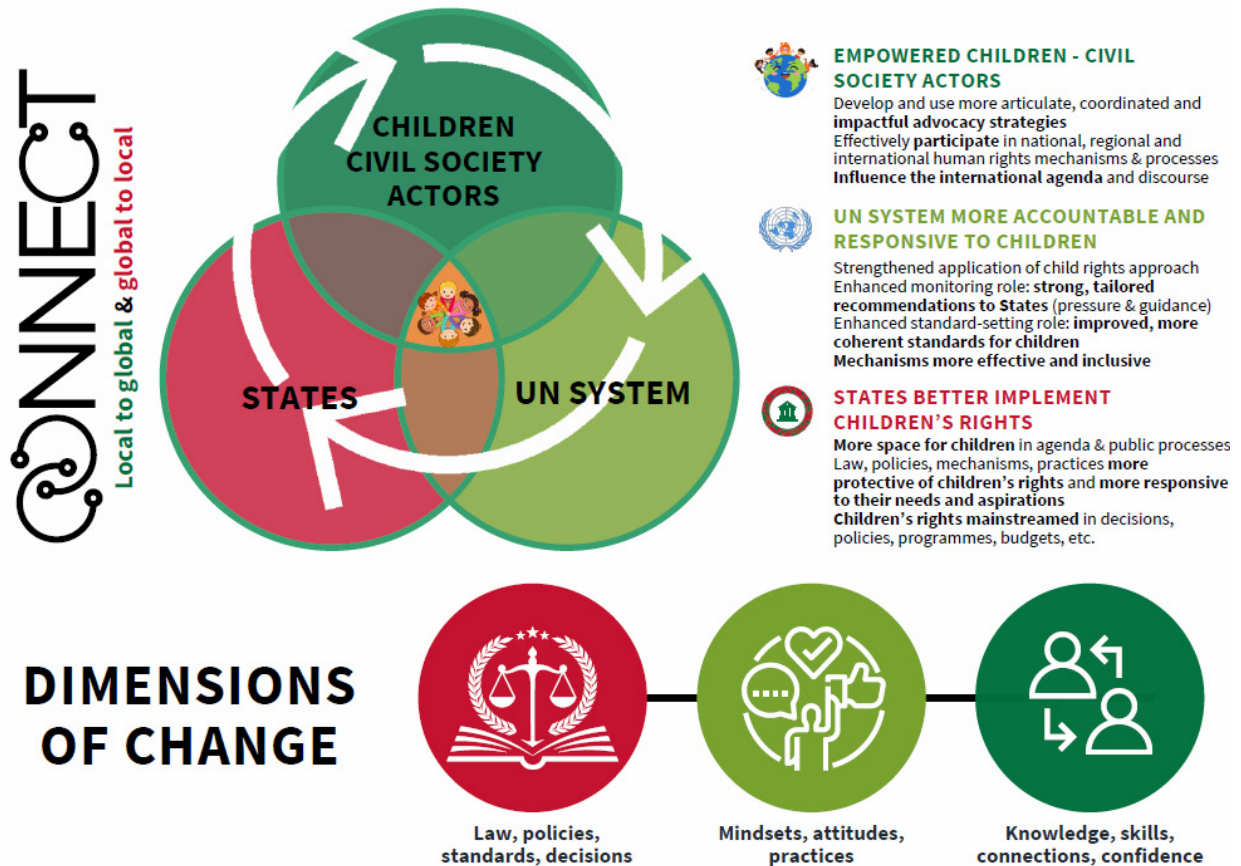 CONNECT
Local to global & global to local
CHILDREN
CIVIL SOCIETY
ACTORS
STATES
UN SYSTEM
EMPOWERED CHILDREN - CIVIL
SOCIETY ACTORS
Develop and use more articulate, coordinated and
impactful advocacy strategies
Effectively participate in national, regional and
international human rights mechanisms & processes
Influence the international agenda and discourse
UN SYSTEM MORE ACCOUNTABLE AND
RESPONSIVE TO CHILDREN
Strengthened application of child rights approach
Enhanced monitoring role: strong, tailored
recommendations to States (pressure & guidance)
Enhanced standard-setting role: improved, more
coherent standards for children
Mechanisms more effective and inclusive
STATES BETTER IMPLEMENT
CHILDREN'S RIGHTS
More space for children in agenda & public processes
Law, policies, mechanisms, practices more
protective of children's rights and more responsive
to their needs and aspirations
Children's rights mainstreamed in decisions,
policies, programmes, budgets, etc.
DIMENSIONS
OF CHANGE
Law, policies,
standards, decisions
Mindsets, attitudes,
practices
Knowledge, skills,
connections, confidence